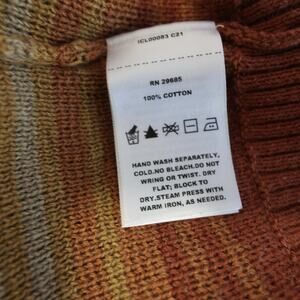 ICL00083 C21
RN 29685
100% COTTON
HAND WASH SEPARATELY,
COLD.NO BLEACH.DO NOT
WRING OR TWIST. DRY
FLAT; BLOCK TO
DRY.STEAM PRESS WITH
WARM IRON, AS NEEDED.